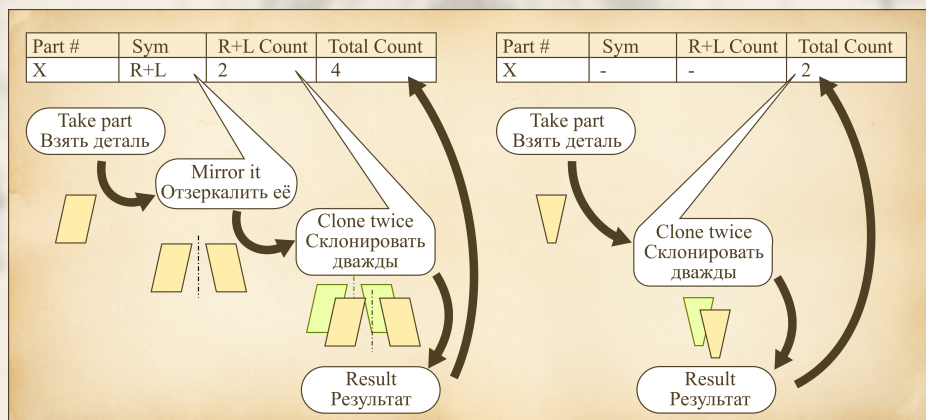 Part # Sym R+L Count Total Count
X R+L 2 4
Take part
Взять деталь
Mirror it
Отзеркалить её
Clone twice
Склонировать
дважды
Result
Результат
Part # Sym R+L Count Total Count
X - - 2
Take part
Взять деталь
Clone twice
Склонировать
дважды
Result
Результат